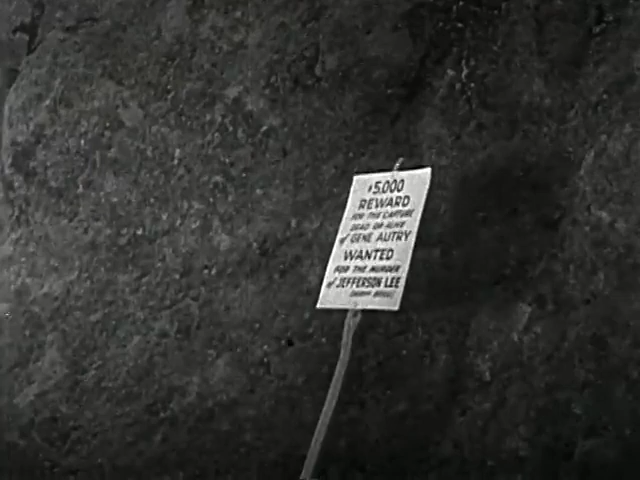 $5,000
REWARD
FOR THE CAPTURE
DEAD OR ALIVE
of GENE AUTRY
WANTED
FOR THE MURDER
of JEFFERSON LEE